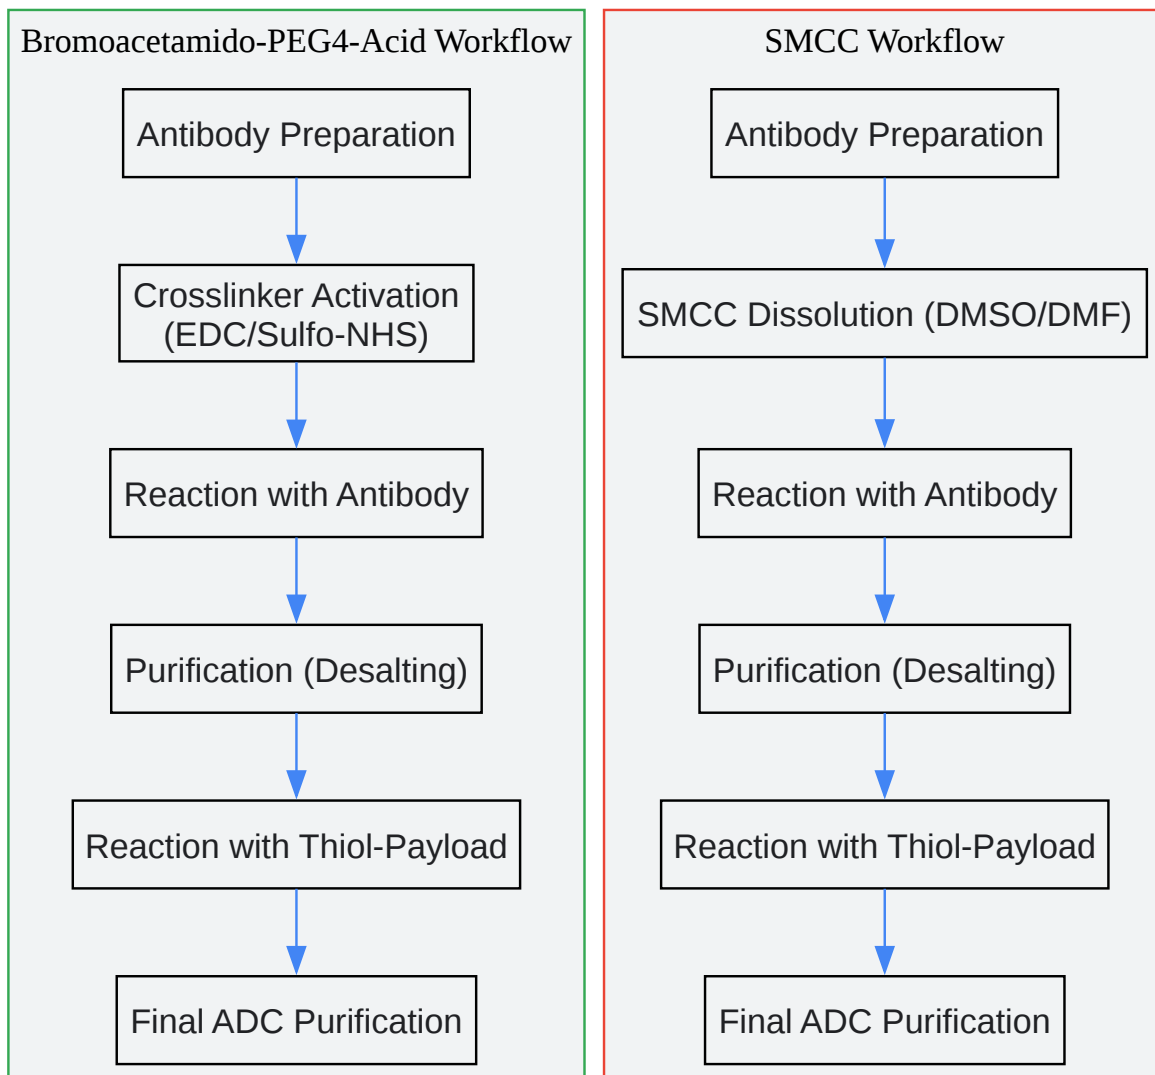 Bromoacetamido-PEG4-Acid Workflow
Antibody Preparation
Crosslinker Activation
(EDC/Sulfo-NHS)
Reaction with Antibody
Purification (Desalting)
Reaction with Thiol-Payload
Final ADC Purification
SMCC Workflow
Antibody Preparation
SMCC Dissolution (DMSO/DMF)
Reaction with Antibody
Purification (Desalting)
Reaction with Thiol-Payload
Final ADC Purification